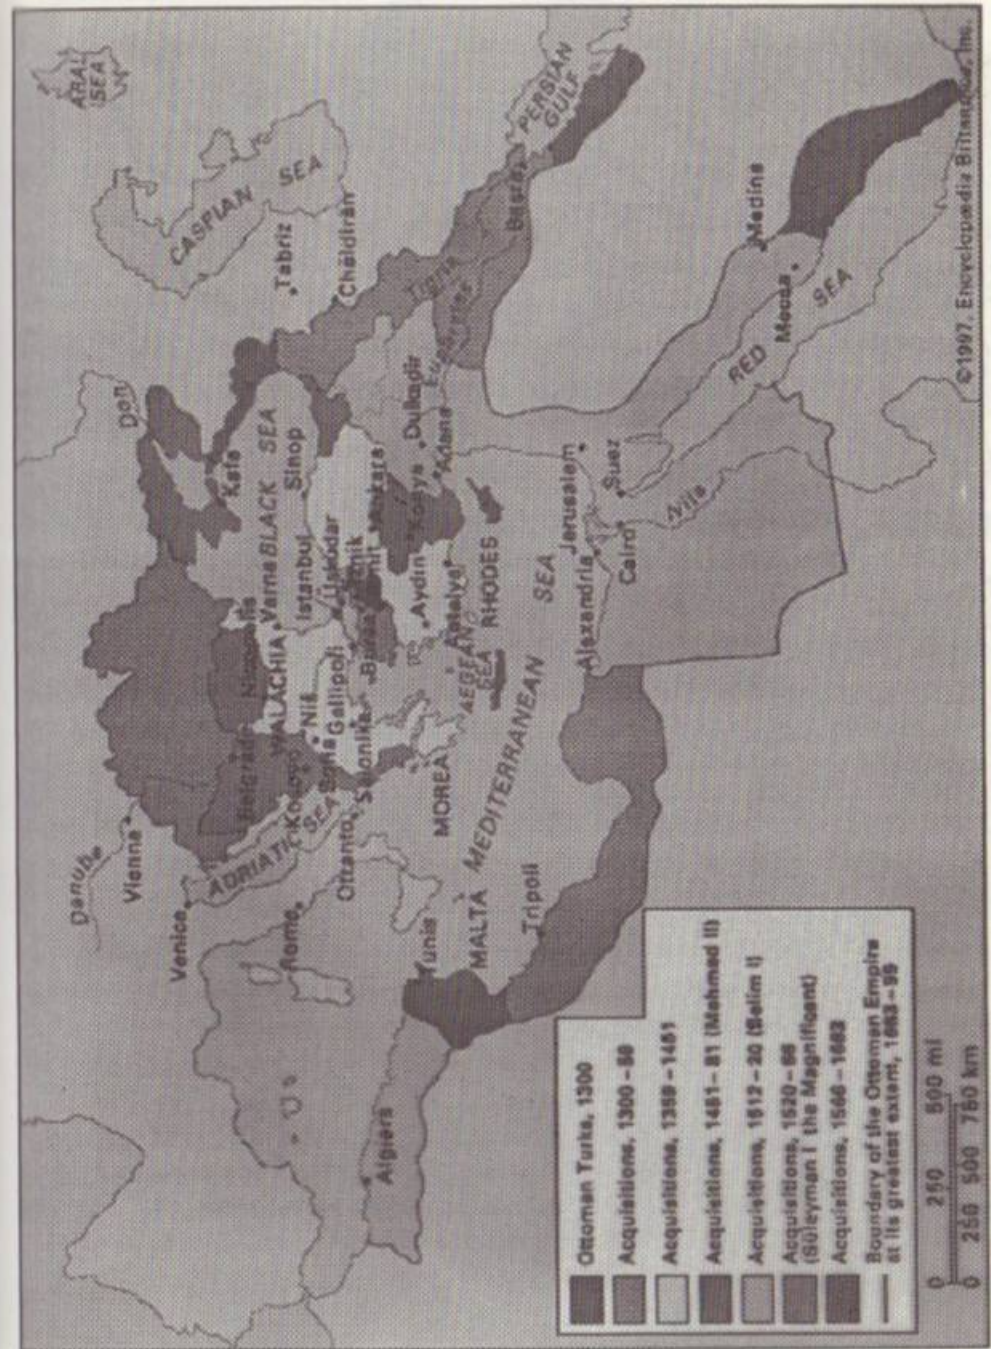 ARAL
SEA
CASPIAN SEA
PERSIAN
GULF
Tabriz
Chaldiran
Basra
Tigris
Euphrates
Medina
Mecca
RED SEA
Don
Kafa
BLACK SEA
Sinop
Varna
Istanbul
Üsküdar
Iznik
Ankara
Konya
Dulkadir
Adana
Aydin
Antalya
Bursa
RHODES
AEGEAN
SEA
Jerusalem
Suez
Nile
Cairo
Alexandria
MEDITERRANEAN SEA
Danube
Vienna
Venice
Belgrade
Nicopolis
WALACHIA
Niš
Kosovo
Sofia
Gallipoli
Salonika
ADRIATIC SEA
Otranto
MOREA
Rome
Tunis
MALTA
Tripoli
Algiers
Ottoman Turks, 1300
Acquisitions, 1300–59
Acquisitions, 1359–1451
Acquisitions, 1451–81 (Mehmed II)
Acquisitions, 1512–20 (Selim I)
Acquisitions, 1520–66
(Süleyman I the Magnificant)
Acquisitions, 1566–1683
Boundary of the Ottoman Empire
at its greatest extent, 1683–99
0 250 500 mi
0 250 500 750 km
©1997, Encyclopædia Britannica, Inc.